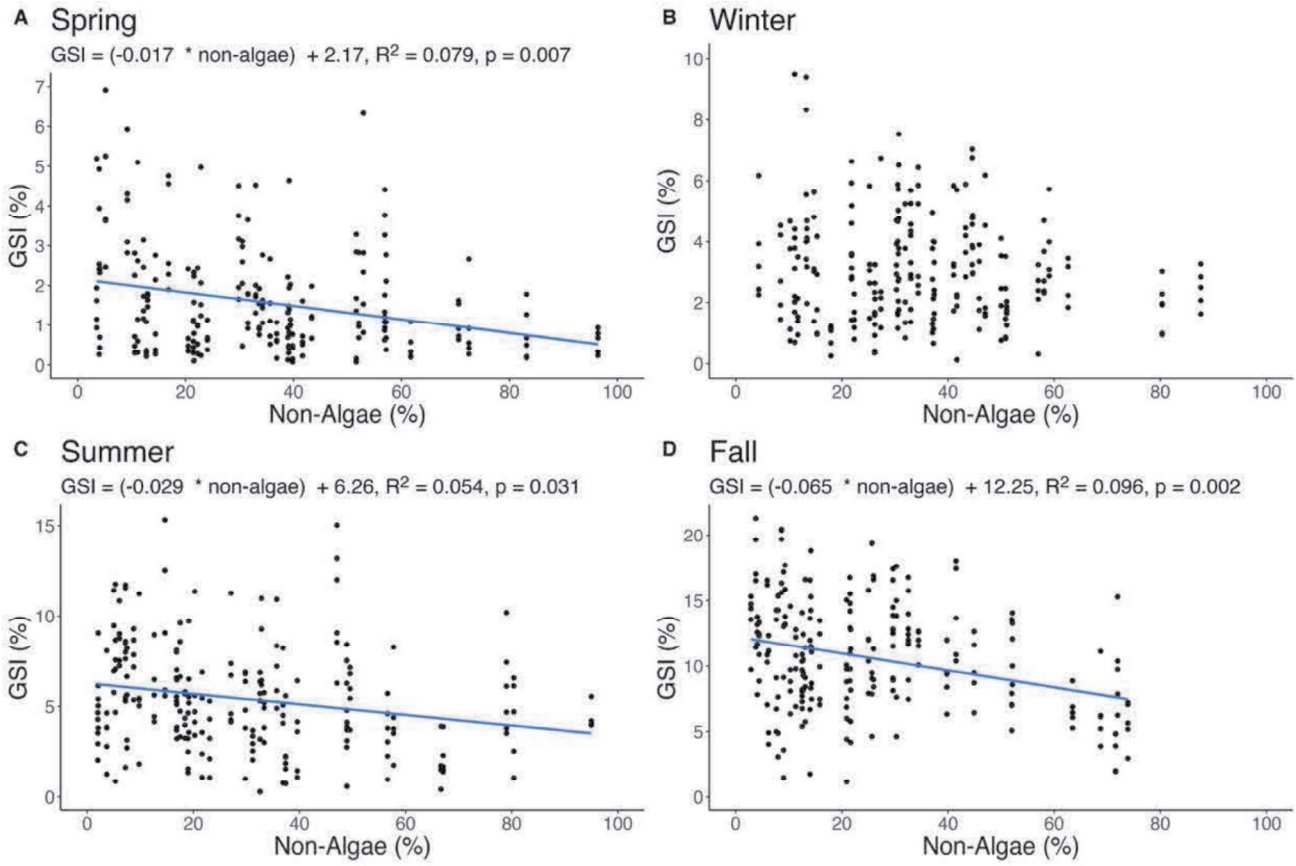 A Spring
GSI = (-0.017 * non-algae) + 2.17, R² = 0.079, p = 0.007
7
6
5
4
3
2
1
0
GSI (%)
0 20 40 60 80 100
Non-Algae (%)
B Winter
10
8
6
4
2
0
GSI (%)
0 20 40 60 80 100
Non-Algae (%)
C Summer
GSI = (-0.029 * non-algae) + 6.26, R² = 0.054, p = 0.031
15
10
5
0
GSI (%)
0 20 40 60 80 100
Non-Algae (%)
D Fall
GSI = (-0.065 * non-algae) + 12.25, R² = 0.096, p = 0.002
20
15
10
5
0
GSI (%)
0 20 40 60 80 100
Non-Algae (%)